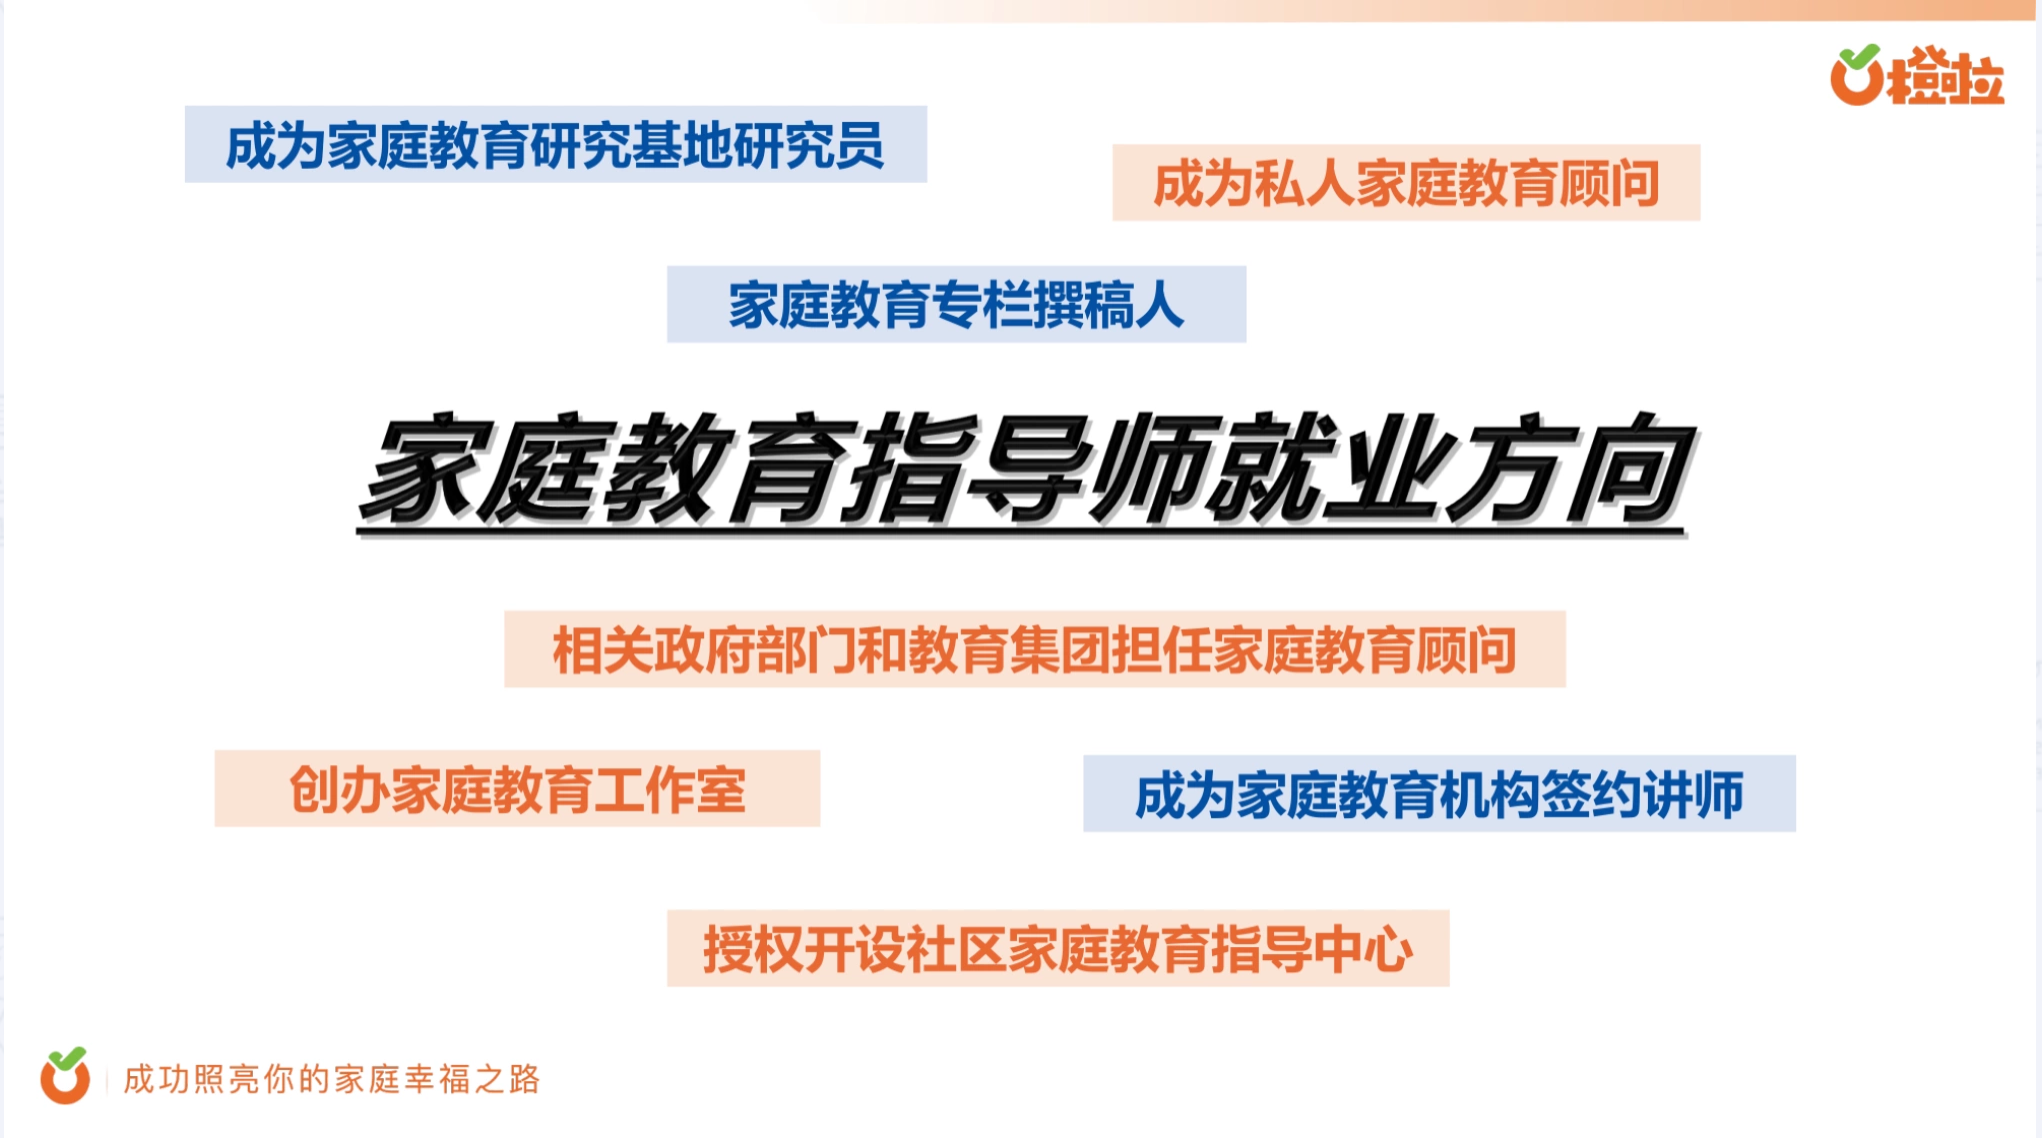 橙啦
成为家庭教育研究基地研究员
成为私人家庭教育顾问
家庭教育专栏撰稿人
家庭教育指导师就业方向
相关政府部门和教育集团担任家庭教育顾问
创办家庭教育工作室
成为家庭教育机构签约讲师
授权开设社区家庭教育指导中心
成功照亮你的家庭幸福之路